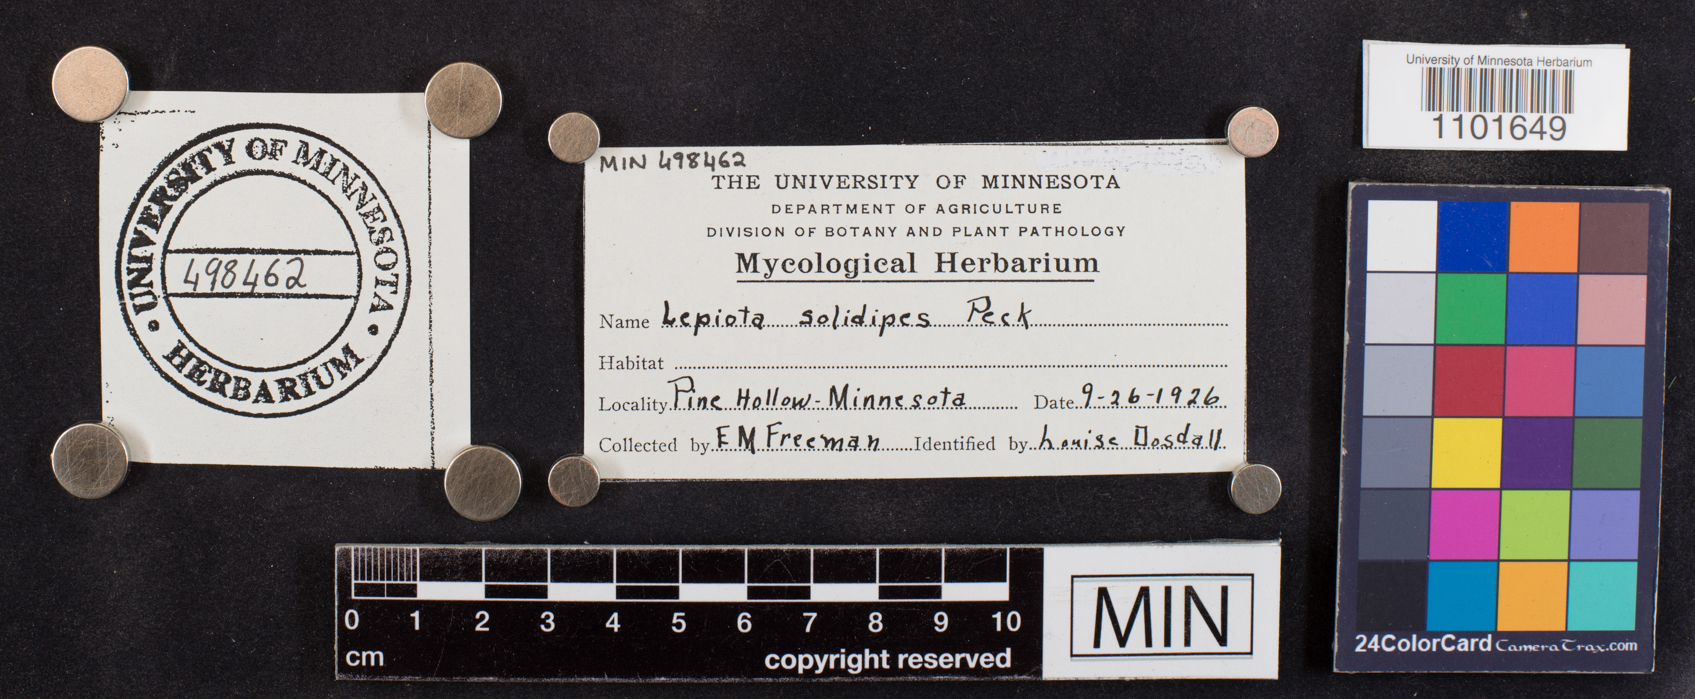 UNIVERSITY OF MINNESOTA
498462
• HERBARIUM •
MIN 498462
THE UNIVERSITY OF MINNESOTA
DEPARTMENT OF AGRICULTURE
DIVISION OF BOTANY AND PLANT PATHOLOGY
Mycological Herbarium
Name Lepiota solidipes Peck
Habitat
Locality Pine Hollow - Minnesota Date 9-26-1926
Collected by E M Freeman Identified by Louise Dosdall
University of Minnesota Herbarium
1101649
0 1 2 3 4 5 6 7 8 9 10
cm copyright reserved
MIN
24ColorCard CameraTrax.com